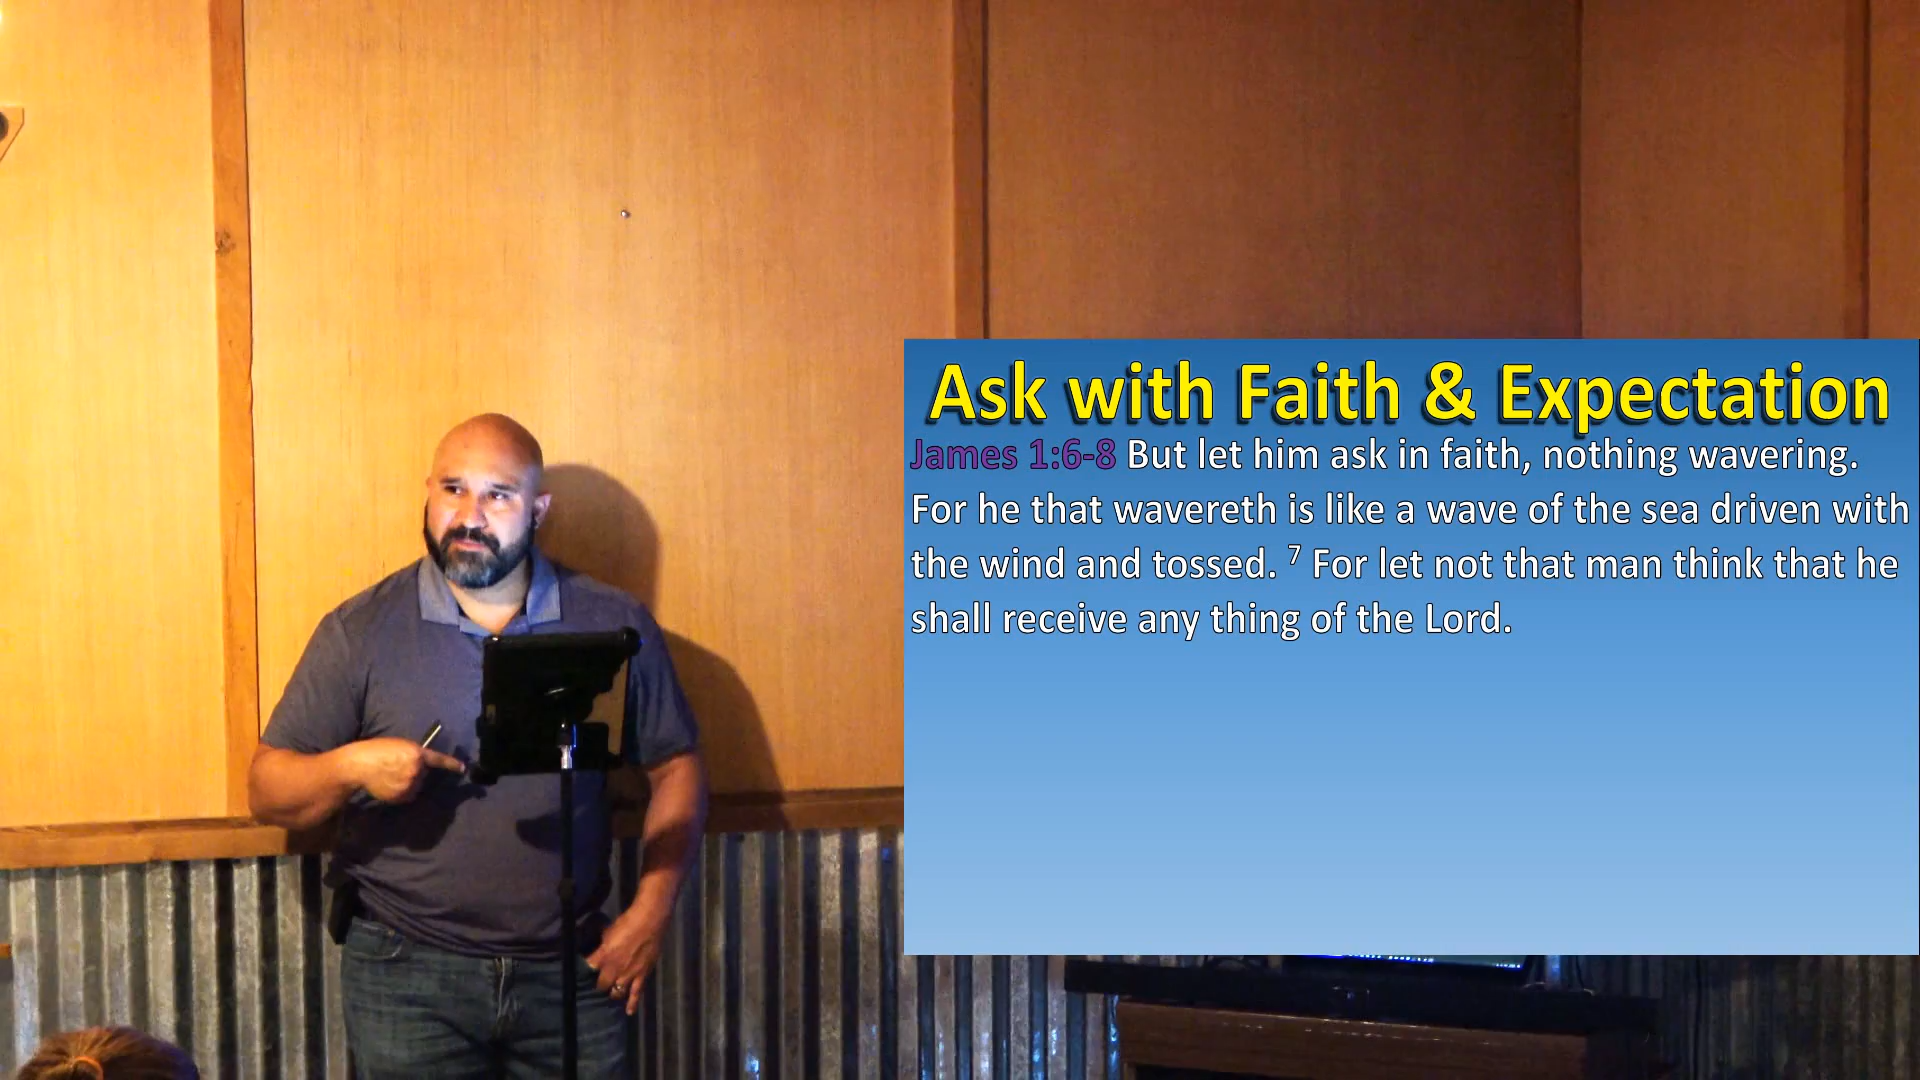 Ask with Faith & Expectation
James 1:6-8 But let him ask in faith, nothing wavering.
For he that wavereth is like a wave of the sea driven with
the wind and tossed. ⁷ For let not that man think that he
shall receive any thing of the Lord.